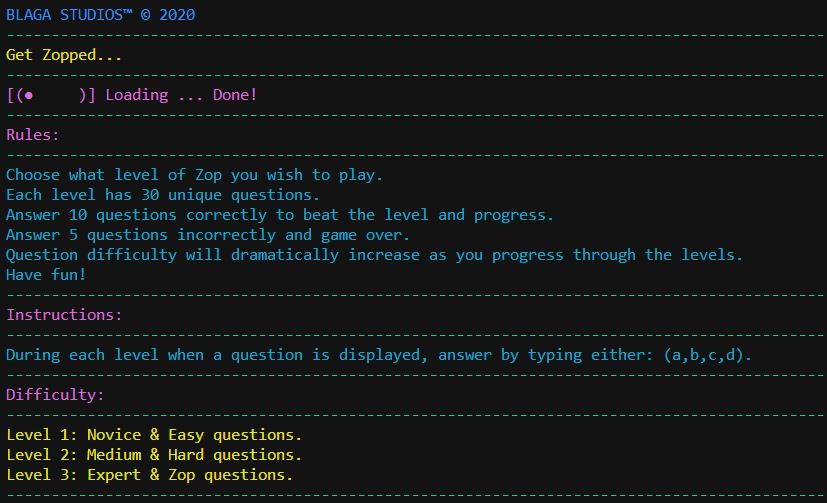 BLAGA STUDIOS™ © 2020
-------------------------------------------------------------------------------------------
Get Zopped...
-------------------------------------------------------------------------------------------
[(●     )] Loading ... Done!
-------------------------------------------------------------------------------------------
Rules:
-------------------------------------------------------------------------------------------
Choose what level of Zop you wish to play.
Each level has 30 unique questions.
Answer 10 questions correctly to beat the level and progress.
Answer 5 questions incorrectly and game over.
Question difficulty will dramatically increase as you progress through the levels.
Have fun!
-------------------------------------------------------------------------------------------
Instructions:
-------------------------------------------------------------------------------------------
During each level when a question is displayed, answer by typing either: (a,b,c,d).
-------------------------------------------------------------------------------------------
Difficulty:
-------------------------------------------------------------------------------------------
Level 1: Novice & Easy questions.
Level 2: Medium & Hard questions.
Level 3: Expert & Zop questions.
-------------------------------------------------------------------------------------------